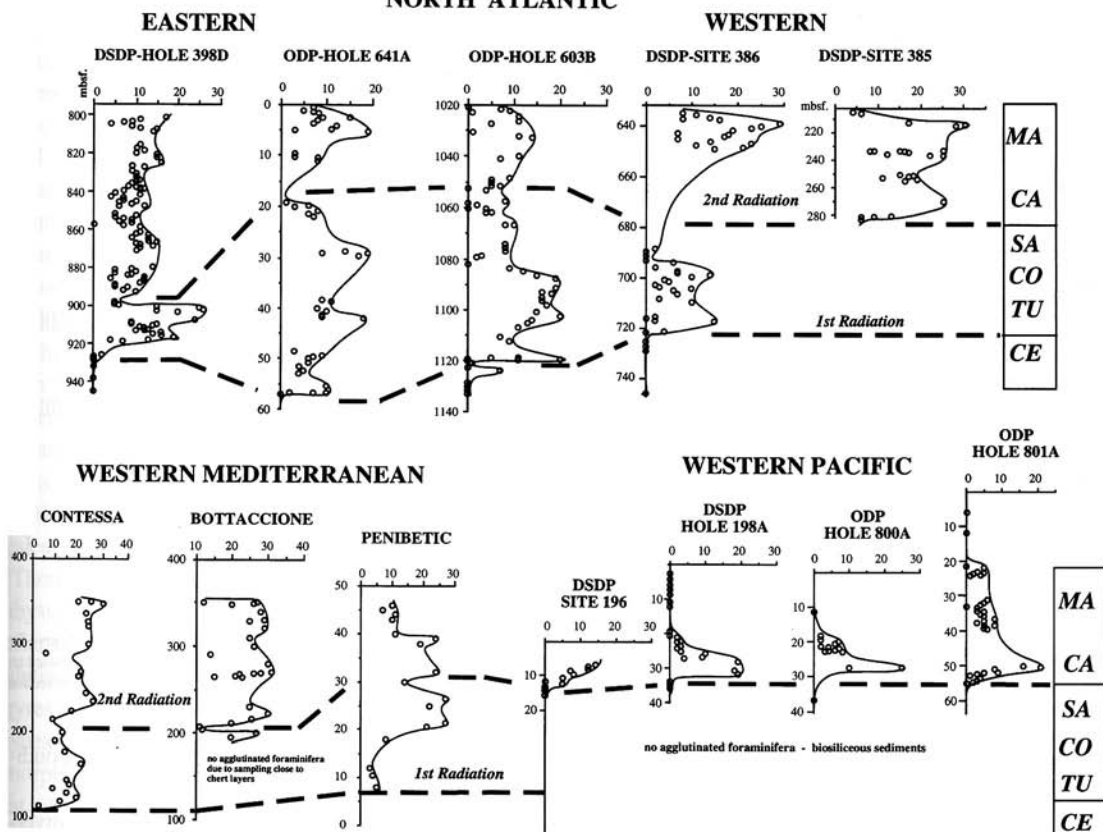 NORTH ATLANTIC
EASTERN
WESTERN
DSDP-HOLE 398D
ODP-HOLE 641A
ODP-HOLE 603B
DSDP-SITE 386
DSDP-SITE 385
mbsf.
0 10 20 30
0 10 20
0 10 20 30
0 10 20 30
0 10 20 30
mbsf.
800
820
840
860
880
900
920
940
0
10
20
30
40
50
60
1020
1040
1060
1080
1100
1120
1140
640
660
680
700
720
740
220
240
260
280
2nd Radiation
1st Radiation
MA
CA
SA
CO
TU
CE
WESTERN MEDITERRANEAN
WESTERN PACIFIC
CONTESSA
BOTTACCIONE
PENIBETIC
DSDP
SITE 196
DSDP
HOLE 198A
ODP
HOLE 800A
ODP
HOLE 801A
0 10 20 30 40
10 20 30 40
0 10 20 30
0 10 20 30
0 10 20 30
0 10 20 30
0 10 20
400
300
200
100
400
300
200
100
50
40
30
20
10
0
10
20
10
20
30
40
10
20
30
40
10
20
30
40
50
60
2nd Radiation
no agglutinated foraminifera
due to sampling close to
chert layers
1st Radiation
no agglutinated foraminifera - biosiliceous sediments
MA
CA
SA
CO
TU
CE